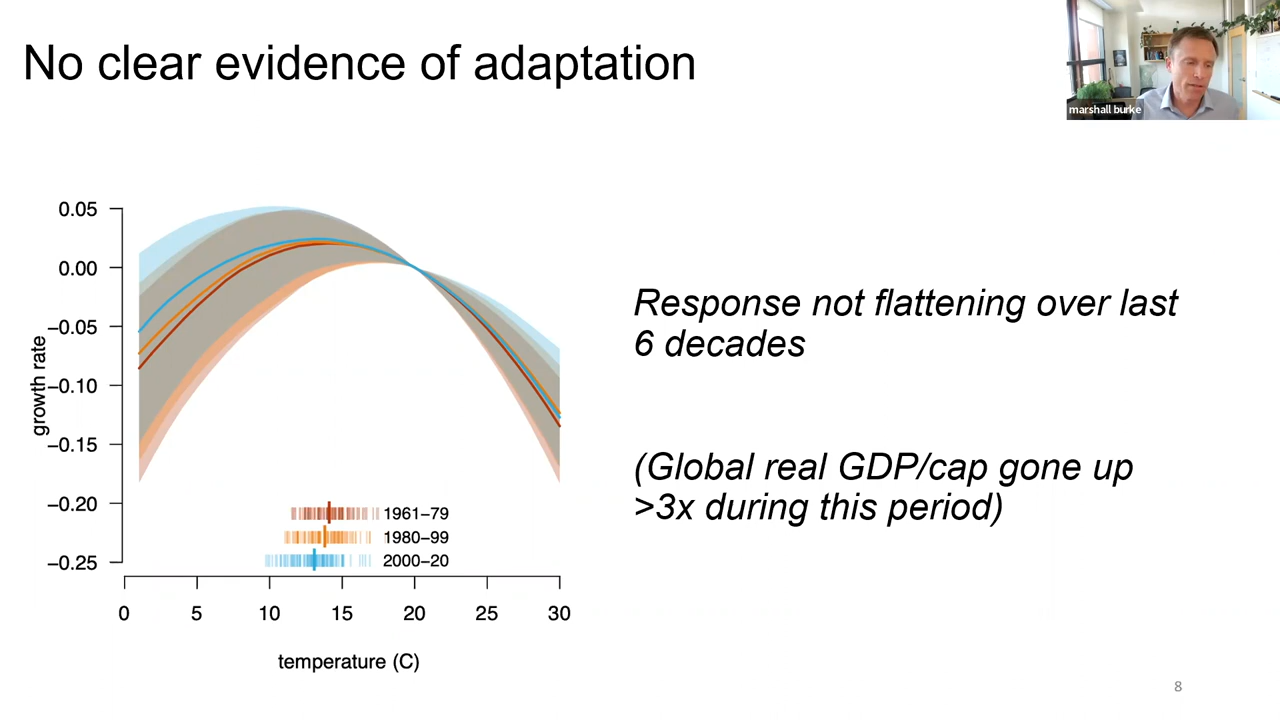 No clear evidence of adaptation
marshall burke
0.05
0.00
−0.05
−0.10
−0.15
−0.20
−0.25
growth rate
1961−79
1980−99
2000−20
0 5 10 15 20 25 30
temperature (C)
Response not flattening over last
6 decades
(Global real GDP/cap gone up
>3x during this period)
8